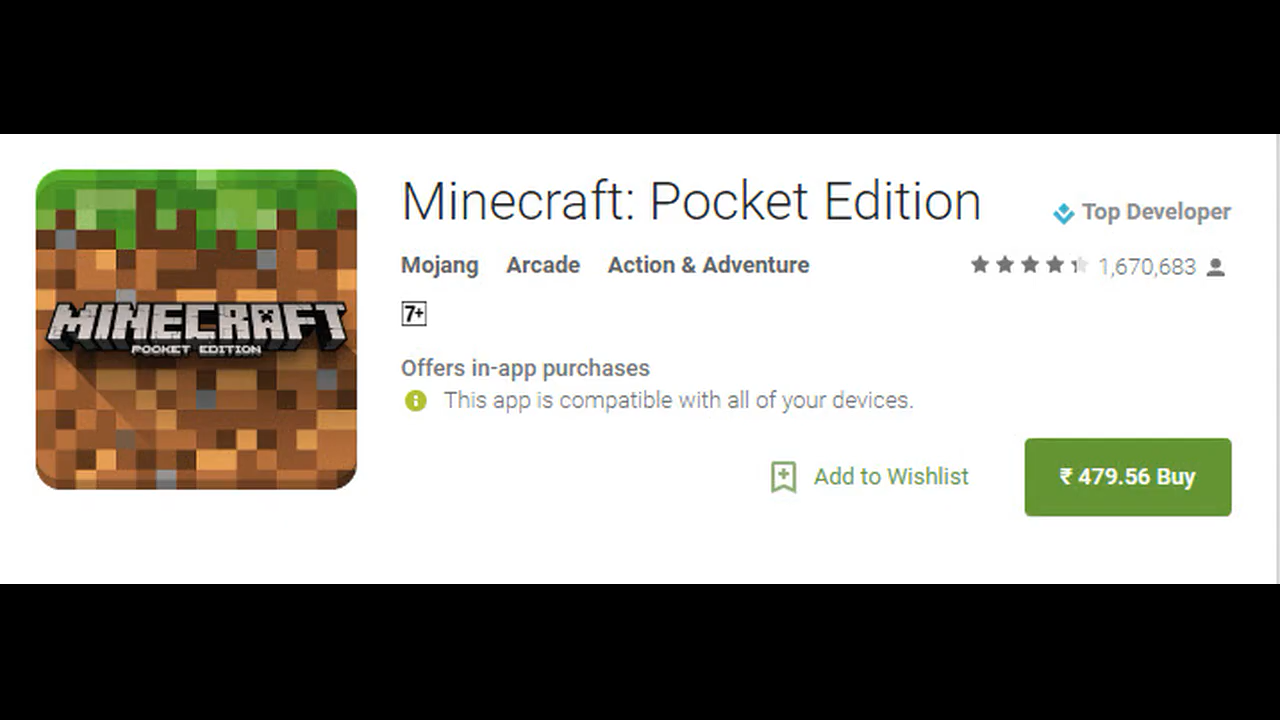 MINECRAFT
POCKET EDITION
Minecraft: Pocket Edition
Top Developer
Mojang Arcade Action & Adventure
1,670,683
7+
Offers in-app purchases
This app is compatible with all of your devices.
Add to Wishlist
₹ 479.56 Buy